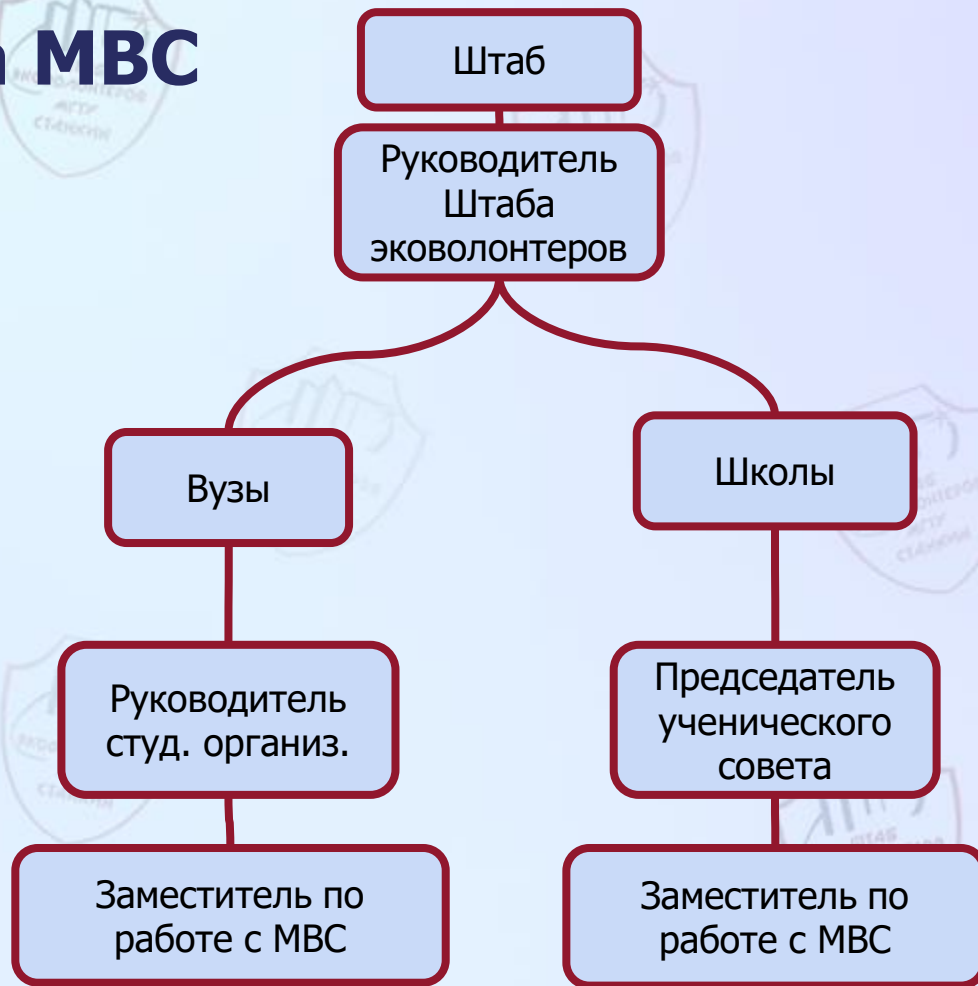 МВС
Штаб
Руководитель
Штаба
эковолонтеров
Вузы
Школы
Руководитель
студ. организ.
Председатель
ученического
совета
Заместитель по
работе с МВС
Заместитель по
работе с МВС